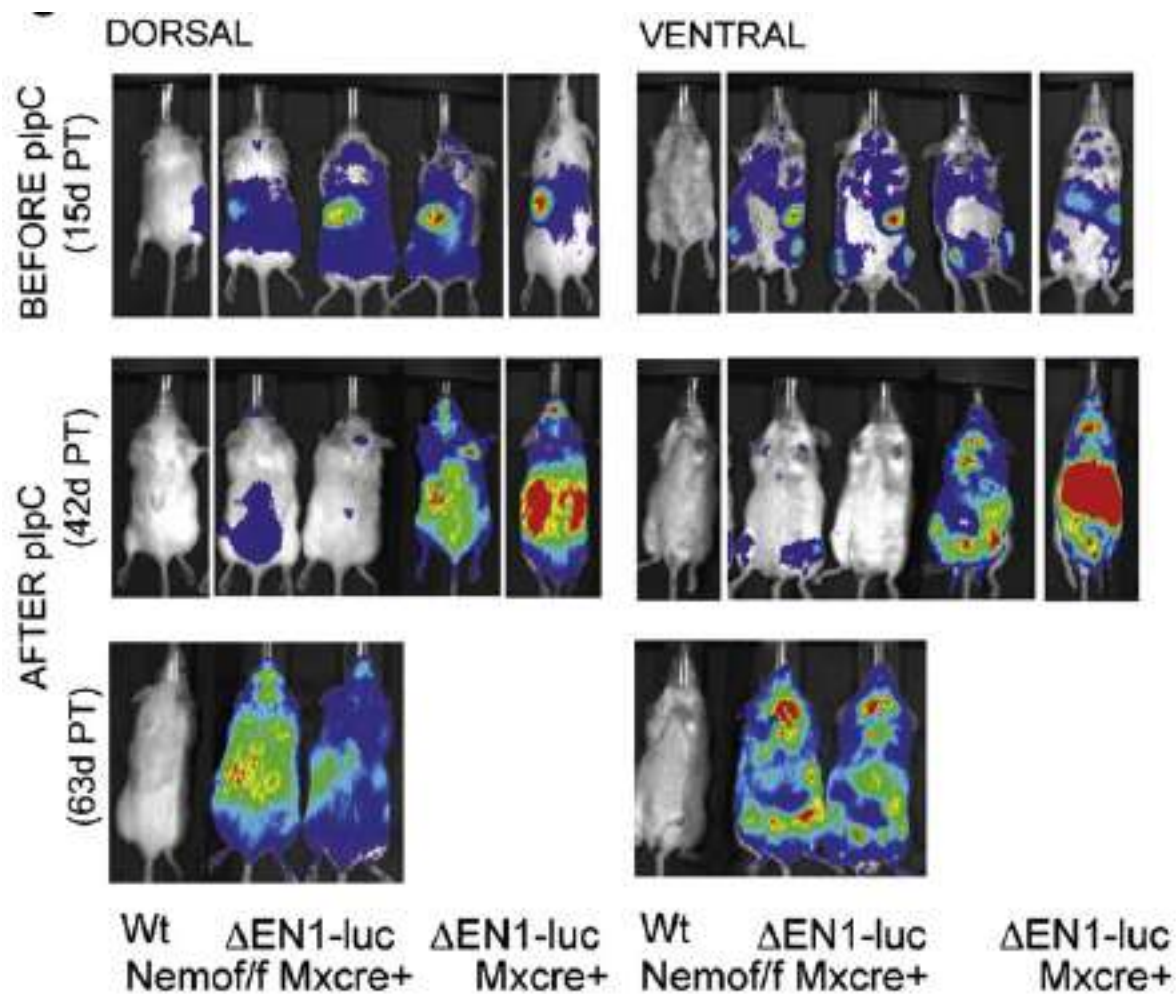 DORSAL
VENTRAL
BEFORE pIpC
(15d PT)
AFTER pIpC
(42d PT)
(63d PT)
Wt ΔEN1-luc ΔEN1-luc
Nemof/f Mxcre+ Mxcre+
Wt ΔEN1-luc ΔEN1-luc
Nemof/f Mxcre+ Mxcre+